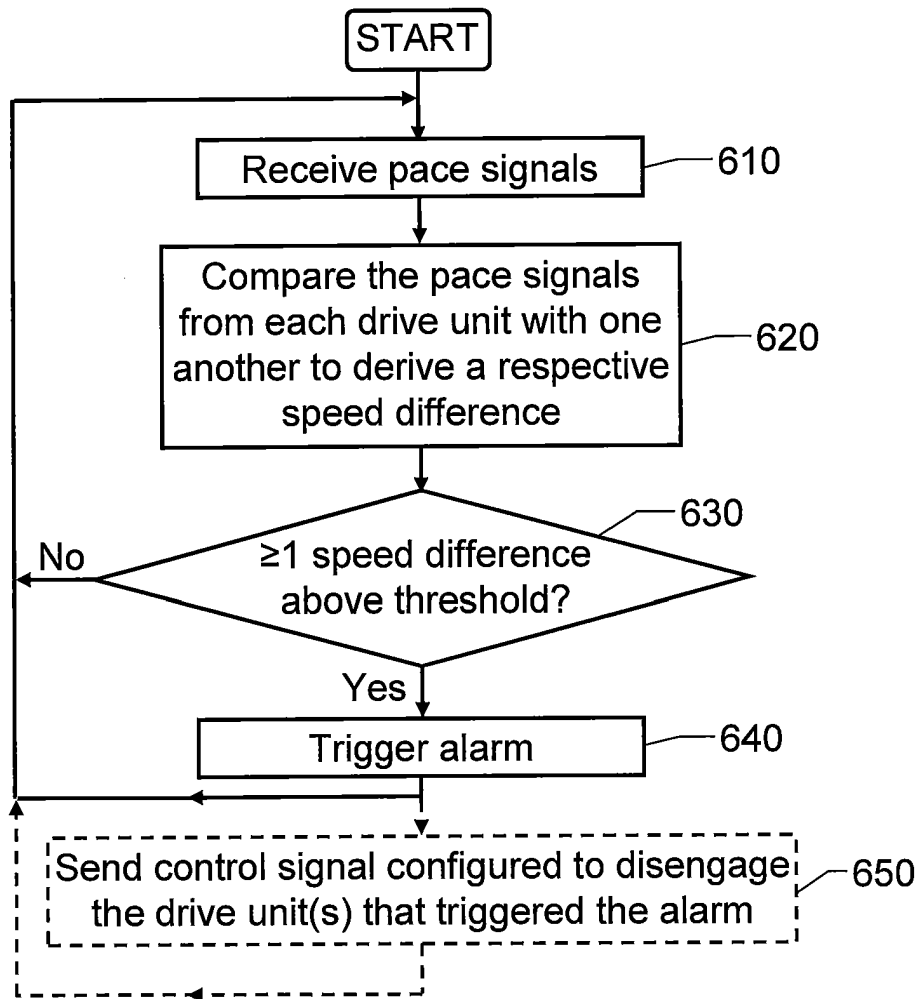 START
Receive pace signals
610
Compare the pace signals
from each drive unit with one
another to derive a respective
speed difference
620
630
≥1 speed difference
above threshold?
No
Yes
Trigger alarm
640
Send control signal configured to disengage
the drive unit(s) that triggered the alarm
650